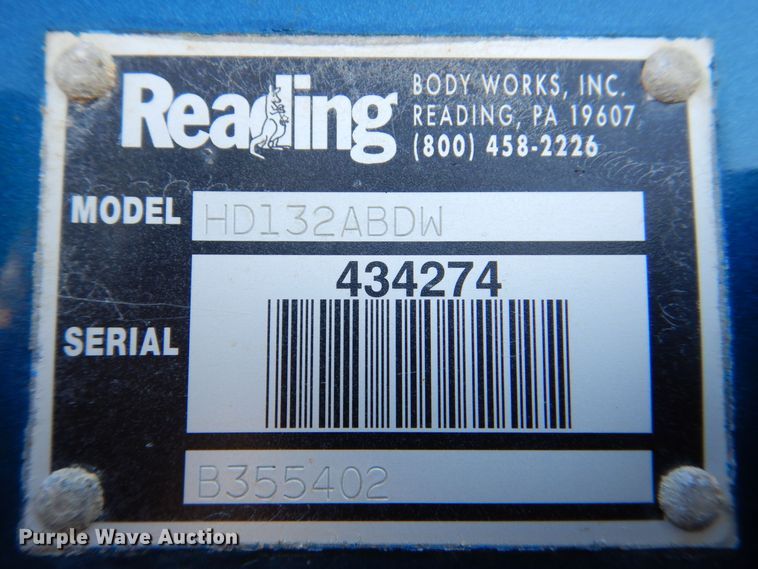 Reading
BODY WORKS, INC.
READING, PA 19607
(800) 458-2226
MODEL HD132ABDW
434274
SERIAL
B355402
Purple Wave Auction